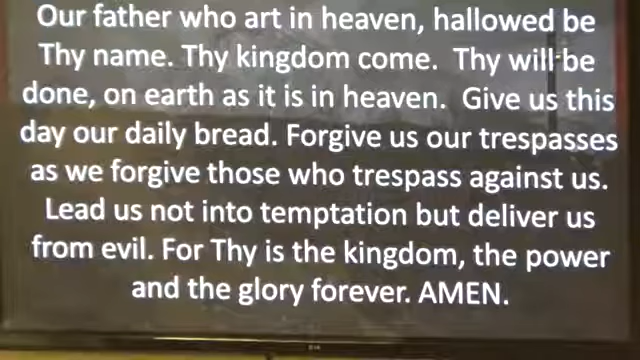 Our father who art in heaven, hallowed be
Thy name. Thy kingdom come.  Thy will be
done, on earth as it is in heaven.  Give us this
day our daily bread. Forgive us our trespasses
as we forgive those who trespass against us.
Lead us not into temptation but deliver us
from evil. For Thy is the kingdom, the power
and the glory forever. AMEN.